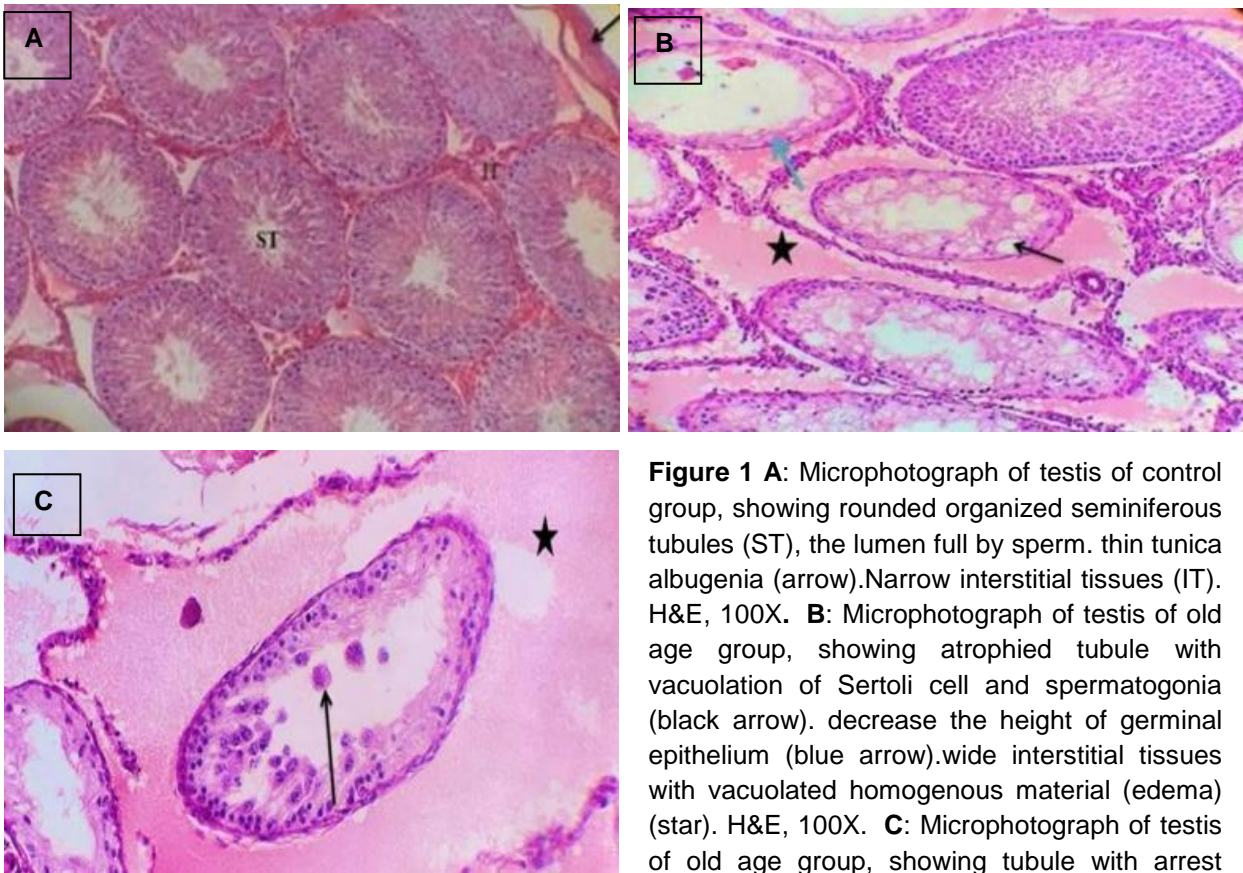 A
IT
ST
B
C
Figure 1 A: Microphotograph of testis of control
group, showing rounded organized seminiferous
tubules (ST), the lumen full by sperm. thin tunica
albugenia (arrow).Narrow interstitial tissues (IT).
H&E, 100X. B: Microphotograph of testis of old
age group, showing atrophied tubule with
vacuolation of Sertoli cell and spermatogonia
(black arrow). decrease the height of germinal
epithelium (blue arrow).wide interstitial tissues
with vacuolated homogenous material (edema)
(star). H&E, 100X. C: Microphotograph of testis
of old age group, showing tubule with arrest